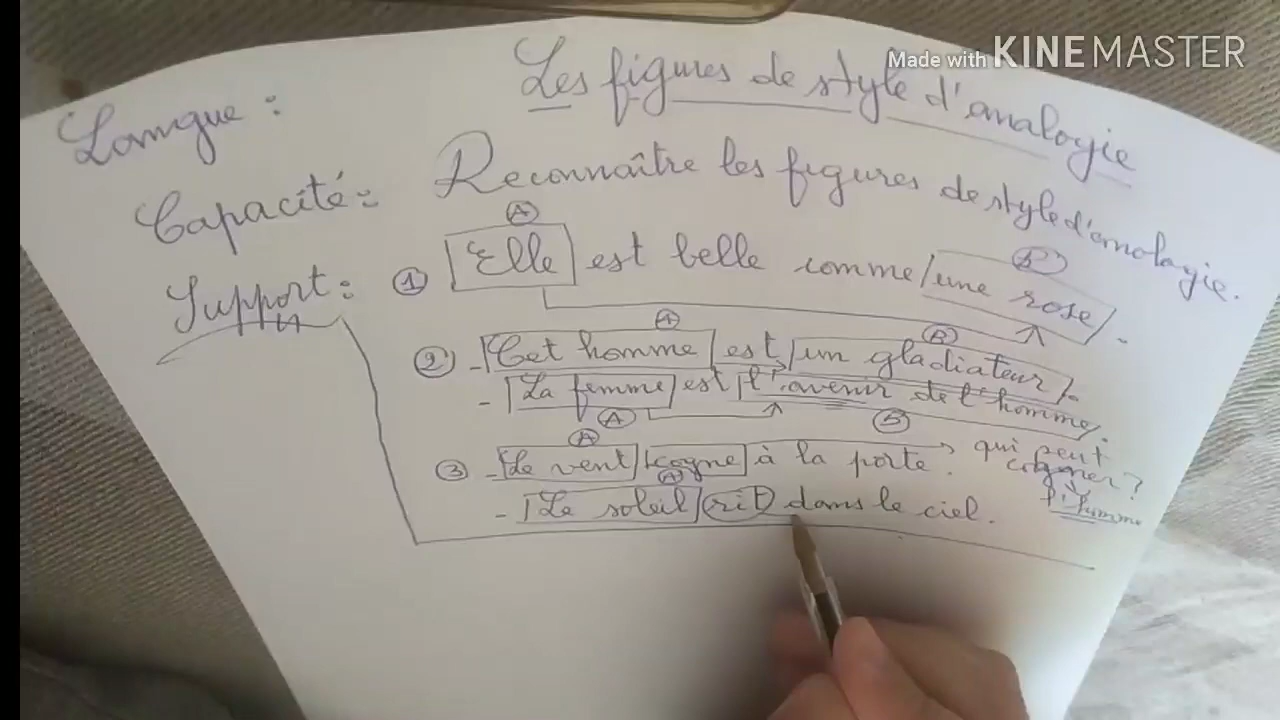 Made with KINEMASTER
Les figures de style d'analogie
Langue :
Capacité : Reconnaître les figures de style d'analogie.
Support :
A
B
① Elle est belle comme une rose.
A
B
② - Cet homme est un gladiateur.
- La femme est l'avenir de l'homme.
A
B
A
③ - Le vent cogne à la porte. qui peut
cogner ?
l'homme
A
- Le soleil rit dans le ciel.